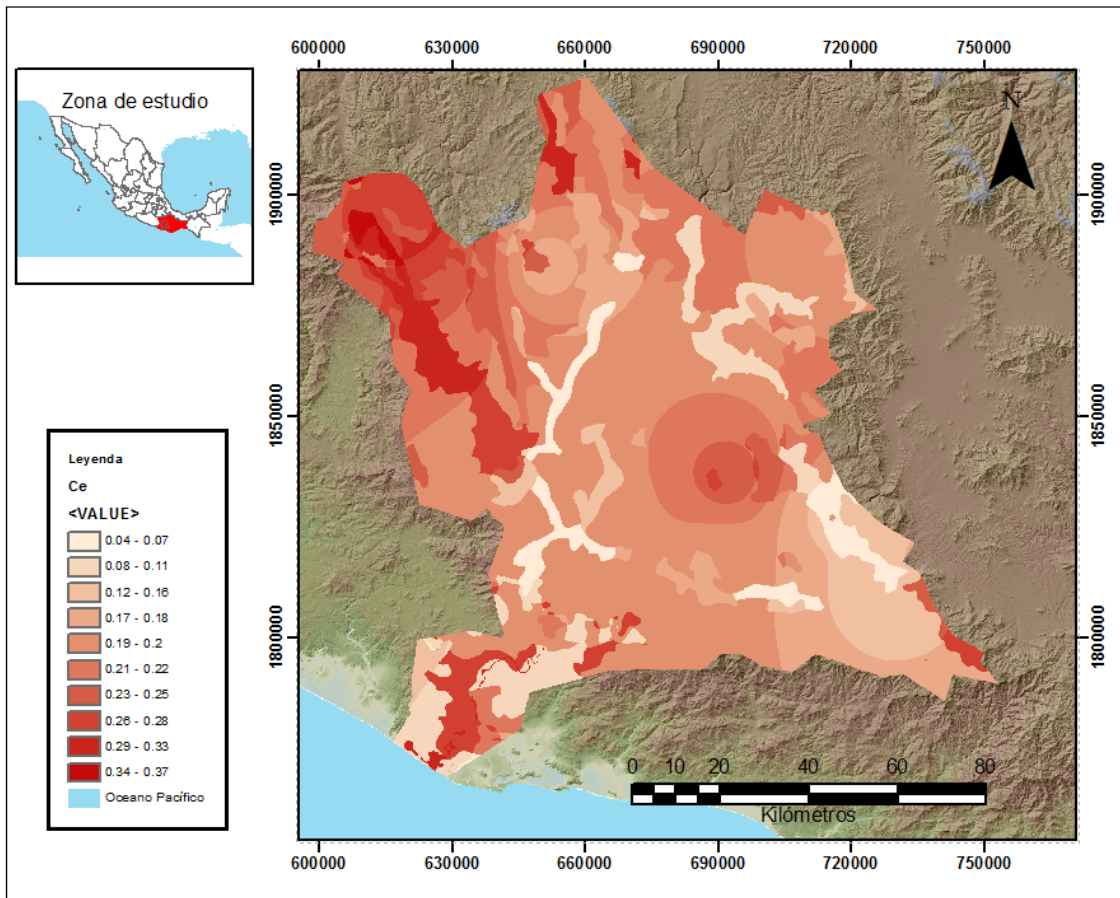 Zona de estudio
600000 630000 660000 690000 720000 750000
N
1900000 1900000
1850000 1850000
1800000 1800000
Leyenda
Ce
<VALUE>
0.04 - 0.07
0.08 - 0.11
0.12 - 0.16
0.17 - 0.18
0.19 - 0.2
0.21 - 0.22
0.23 - 0.25
0.26 - 0.28
0.29 - 0.33
0.34 - 0.37
Oceano Pacífico
0 10 20 40 60 80
Kilómetros
600000 630000 660000 690000 720000 750000